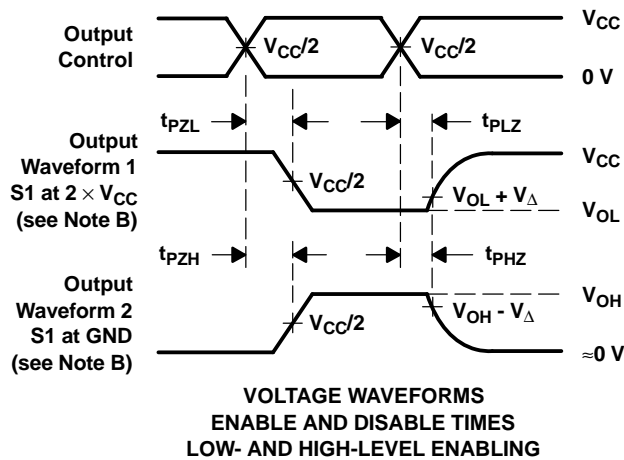 Output
Control
V_CC/2
V_CC/2
V_CC
0 V
t_PZL
t_PLZ
Output
Waveform 1
S1 at 2 × V_CC
(see Note B)
V_CC/2
V_OL + V_Δ
V_CC
V_OL
t_PZH
t_PHZ
Output
Waveform 2
S1 at GND
(see Note B)
V_CC/2
V_OH - V_Δ
V_OH
≈0 V
VOLTAGE WAVEFORMS
ENABLE AND DISABLE TIMES
LOW- AND HIGH-LEVEL ENABLING